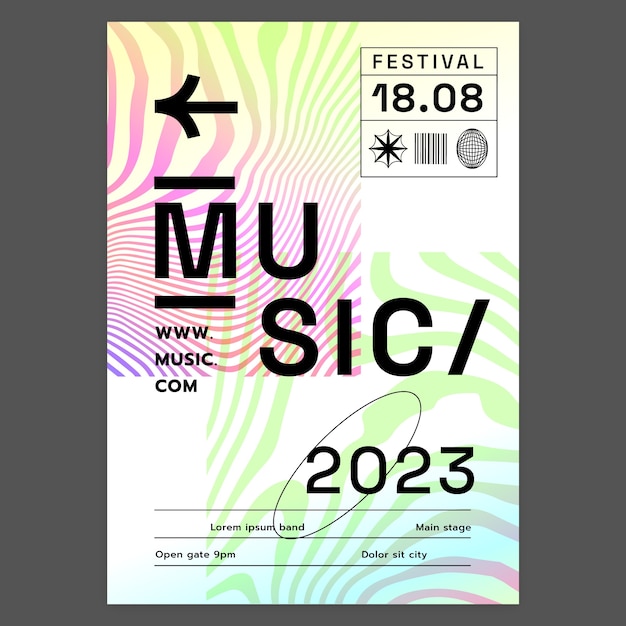 FESTIVAL
18.08
MU
SIC/
WWW.
MUSIC.
COM
2023
Lorem ipsum band Main stage
Open gate 9pm Dolor sit city